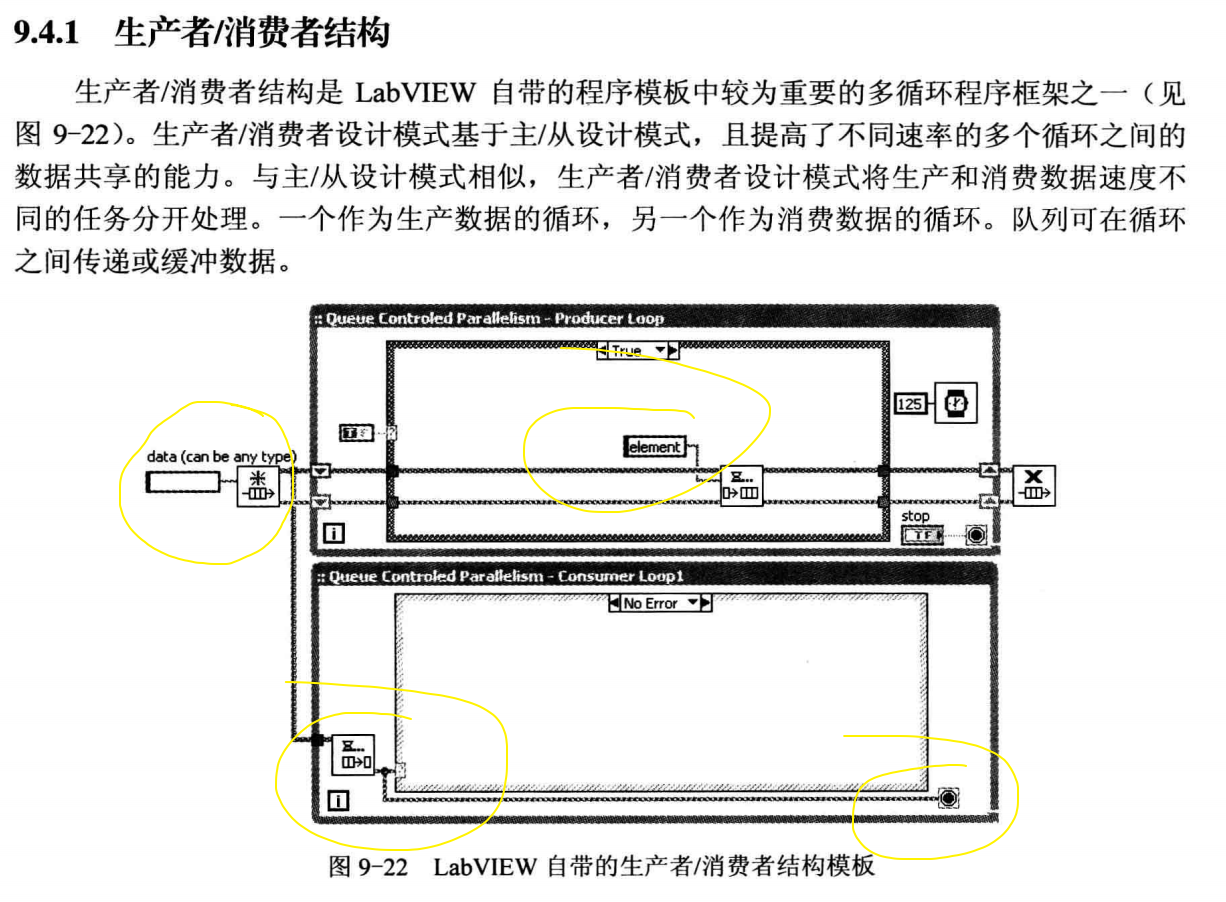 9.4.1 生产者/消费者结构
生产者/消费者结构是 LabVIEW 自带的程序模板中较为重要的多循环程序框架之一（见
图 9-22）。生产者/消费者设计模式基于主/从设计模式，且提高了不同速率的多个循环之间的
数据共享的能力。与主/从设计模式相似，生产者/消费者设计模式将生产和消费数据速度不
同的任务分开处理。一个作为生产数据的循环，另一个作为消费数据的循环。队列可在循环
之间传递或缓冲数据。
:: Queue Controled Parallelism - Producer Loop
True
125
TF
?
element
data (can be any type)
stop
TF
i
:: Queue Controled Parallelism - Consumer Loop1
No Error
?
i
图 9-22 LabVIEW 自带的生产者/消费者结构模板